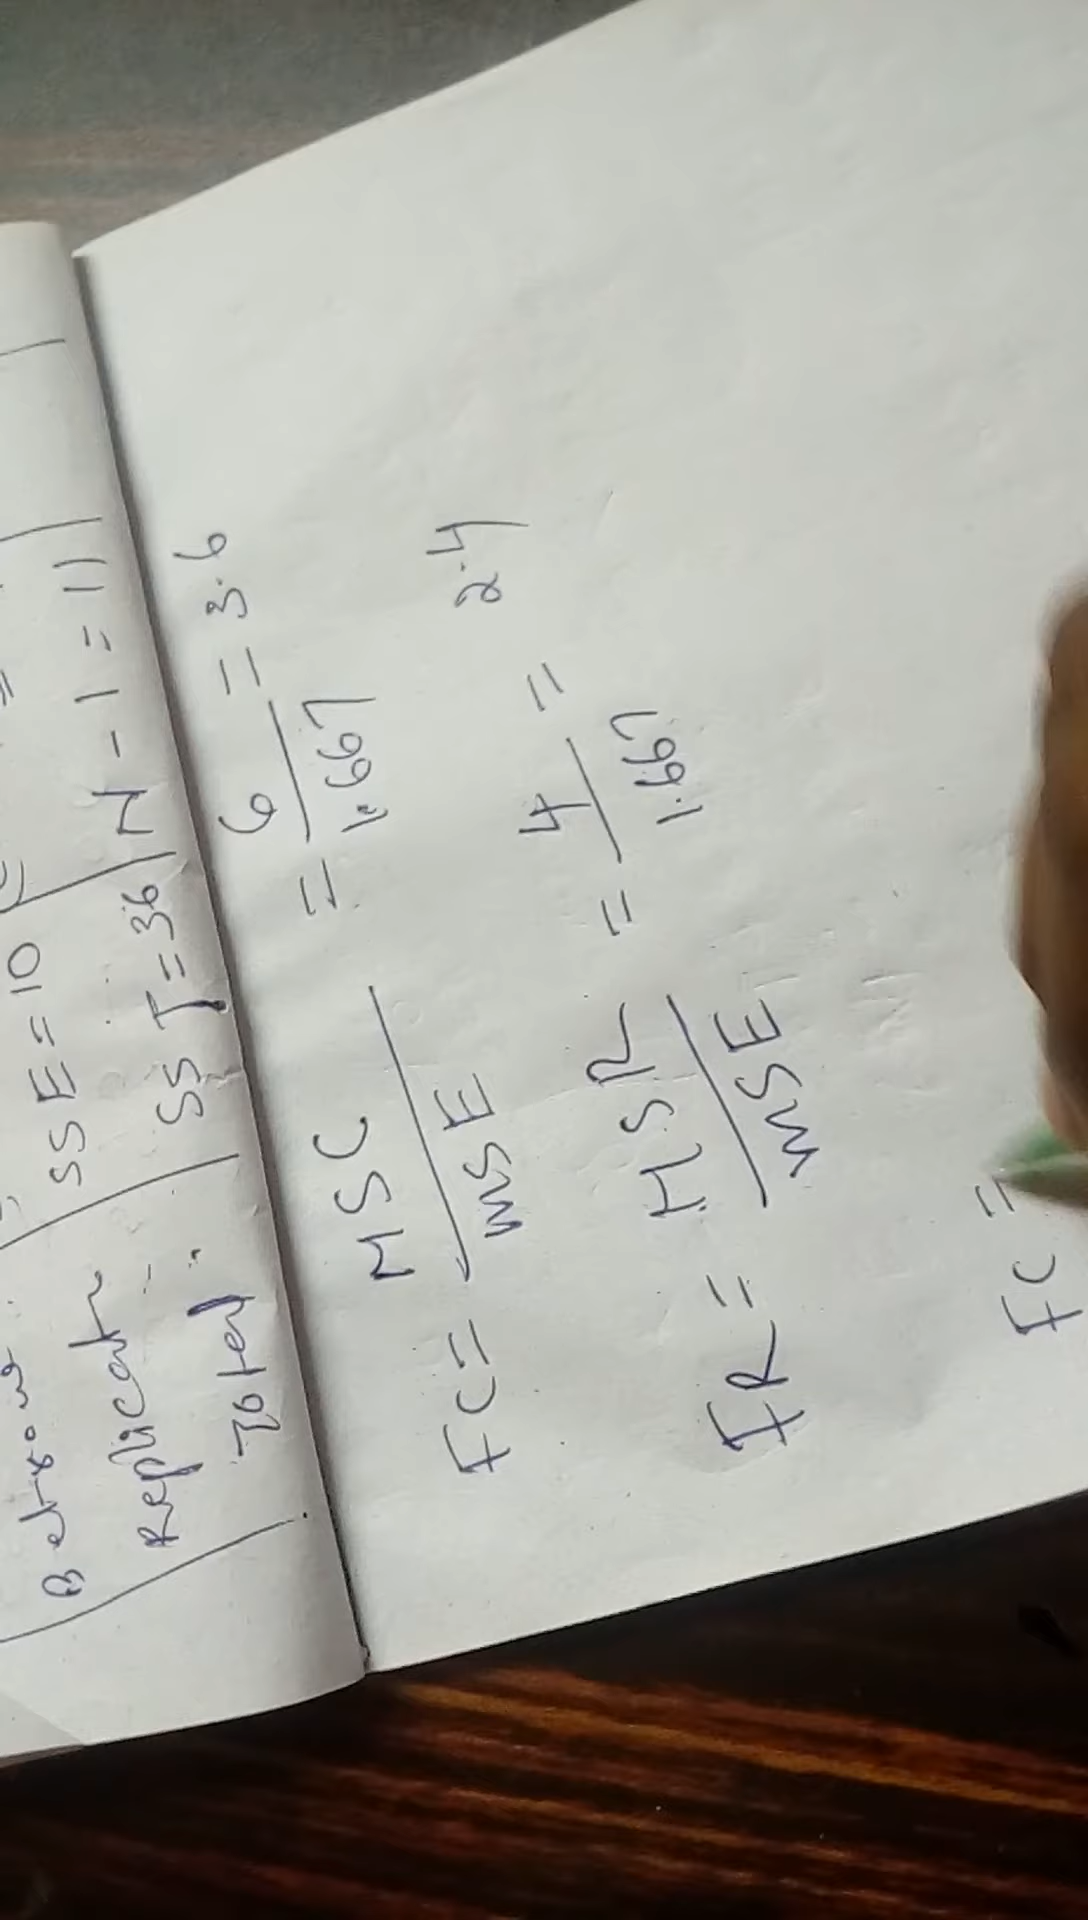 SSE = 10
Replicate
Total SST = 36 N - 1 = 11
FC = MSC / MSE = 6 / 1.667 = 3.6
FR = MSR / MSE = 4 / 1.667 = 2.4
FC =